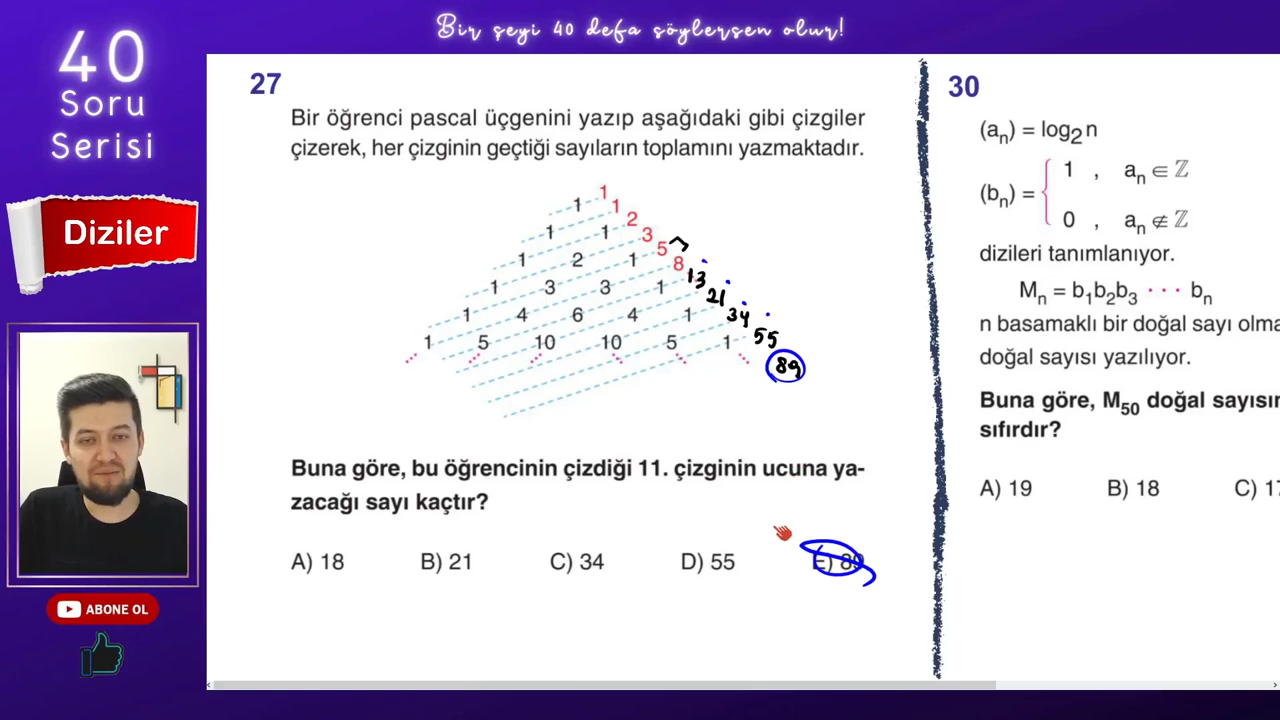 Bir şeyi 40 defa söylersen olur!
40
Soru
Serisi
Diziler
ABONE OL
27
Bir öğrenci pascal üçgenini yazıp aşağıdaki gibi çizgiler
çizerek, her çizginin geçtiği sayıların toplamını yazmaktadır.
1
1 1
2
1 1 3
5
1 2 1 8
13
1 3 3 1 21
1 4 6 4 1 34
55
1 5 10 10 5 1
89
Buna göre, bu öğrencinin çizdiği 11. çizginin ucuna ya-
zacağı sayı kaçtır?
A) 18 B) 21 C) 34 D) 55 E) 89
30
(an) = log2n
(bn) = { 1 , an ∈ ℤ
0 , an ∉ ℤ
dizileri tanımlanıyor.
Mn = b1b2b3 ··· bn
n basamaklı bir doğal sayı olma
doğal sayısı yazılıyor.
Buna göre, M50 doğal sayısın
sıfırdır?
A) 19 B) 18 C) 17